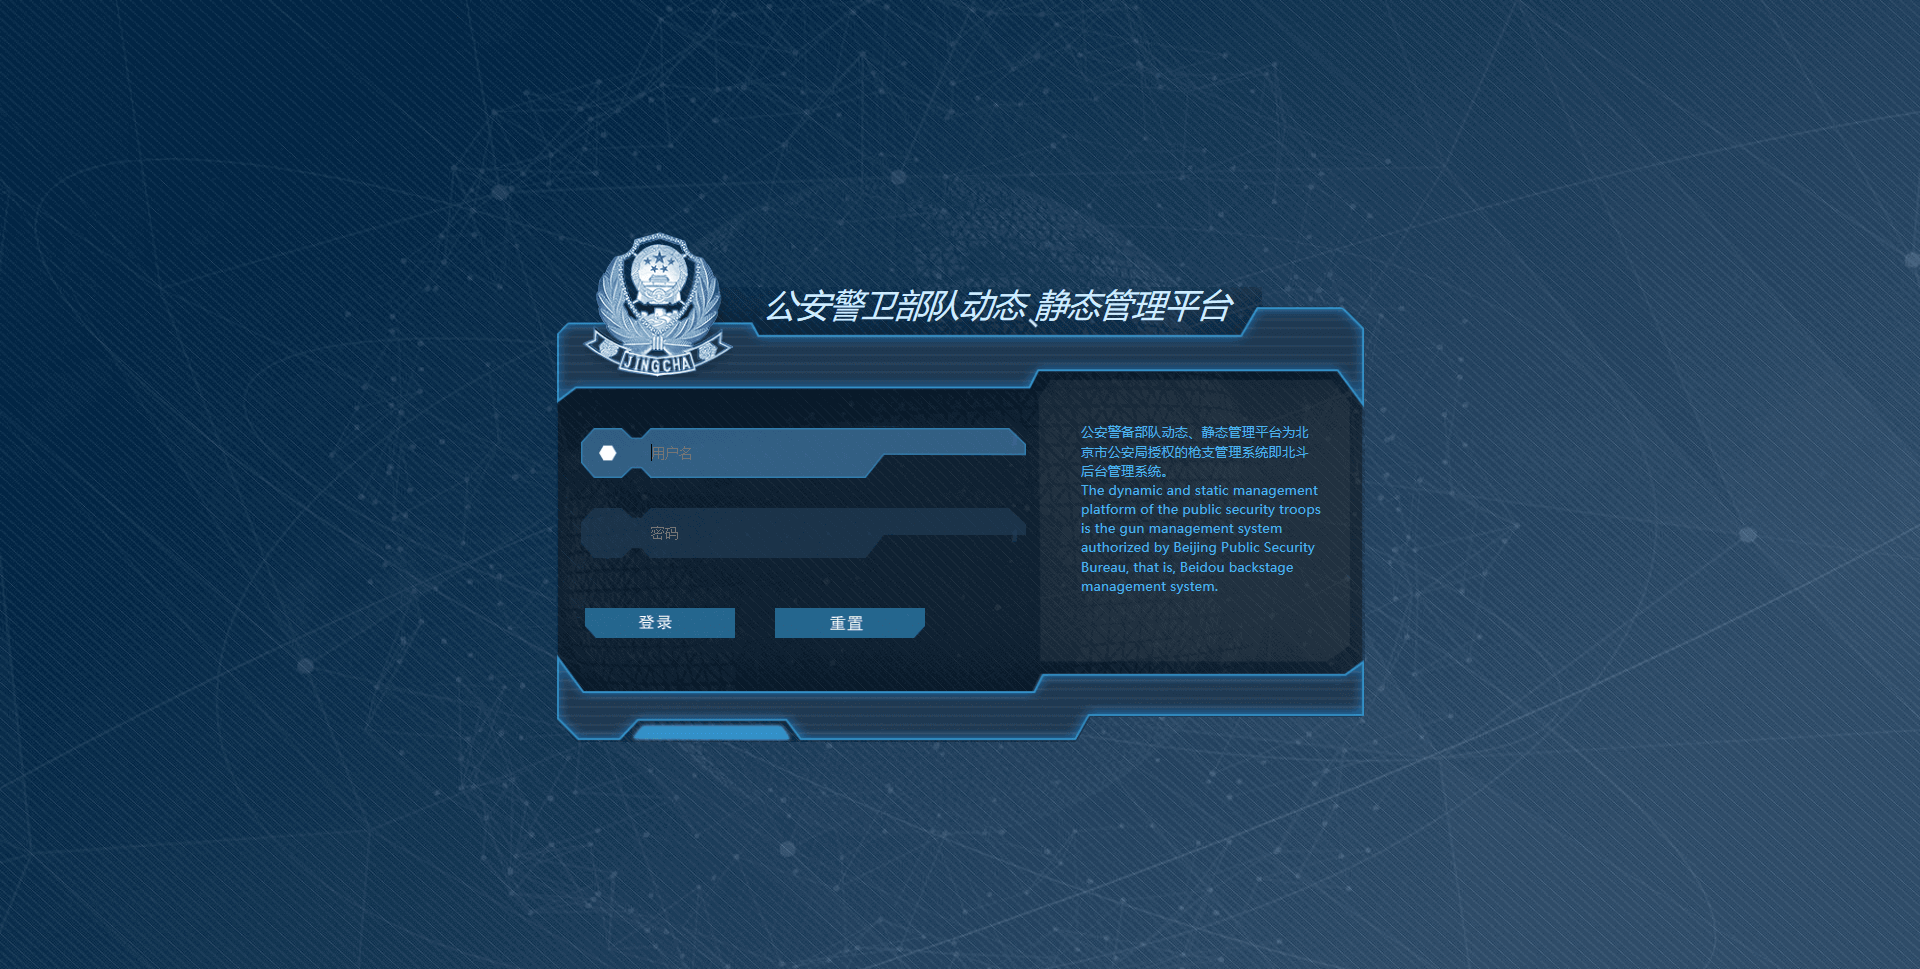 公安警卫部队动态、静态管理平台
JINGCHA
用户名
密码
登录
重置
公安警备部队动态、静态管理平台为北
京市公安局授权的枪支管理系统即北斗
后台管理系统。
The dynamic and static management
platform of the public security troops
is the gun management system
authorized by Beijing Public Security
Bureau, that is, Beidou backstage
management system.